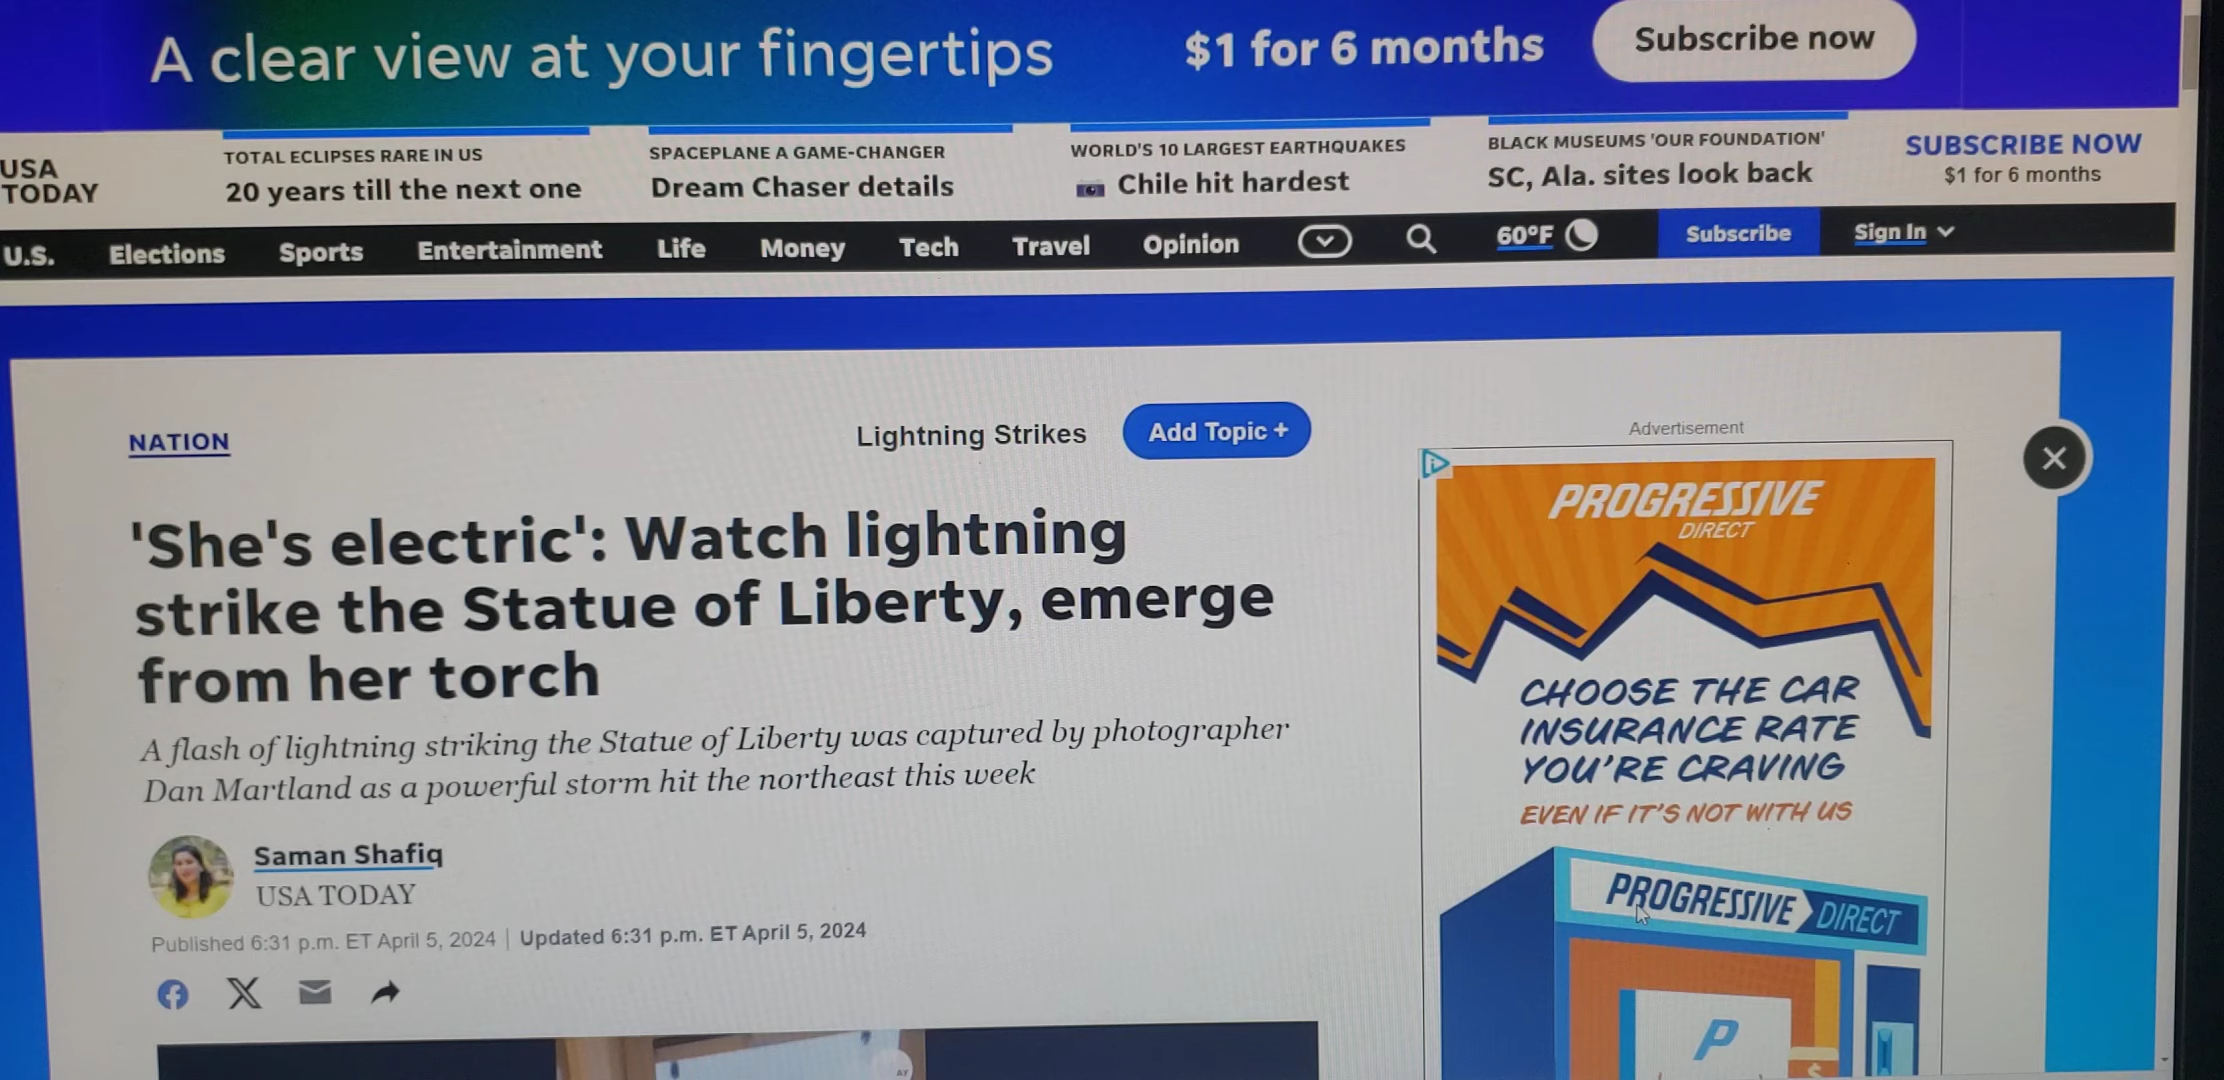 A clear view at your fingertips
$1 for 6 months
Subscribe now
USA
TODAY
TOTAL ECLIPSES RARE IN US
20 years till the next one
SPACEPLANE A GAME-CHANGER
Dream Chaser details
WORLD'S 10 LARGEST EARTHQUAKES
Chile hit hardest
BLACK MUSEUMS 'OUR FOUNDATION'
SC, Ala. sites look back
SUBSCRIBE NOW
$1 for 6 months
U.S. Elections Sports Entertainment Life Money Tech Travel Opinion 60°F Subscribe Sign In
NATION
Lightning Strikes
Add Topic +
'She's electric': Watch lightning
strike the Statue of Liberty, emerge
from her torch
A flash of lightning striking the Statue of Liberty was captured by photographer
Dan Martland as a powerful storm hit the northeast this week
Saman Shafiq
USA TODAY
Published 6:31 p.m. ET April 5, 2024 | Updated 6:31 p.m. ET April 5, 2024
Advertisement
PROGRESSIVE
DIRECT
CHOOSE THE CAR
INSURANCE RATE
YOU'RE CRAVING
EVEN IF IT'S NOT WITH US
PROGRESSIVE DIRECT
P
$